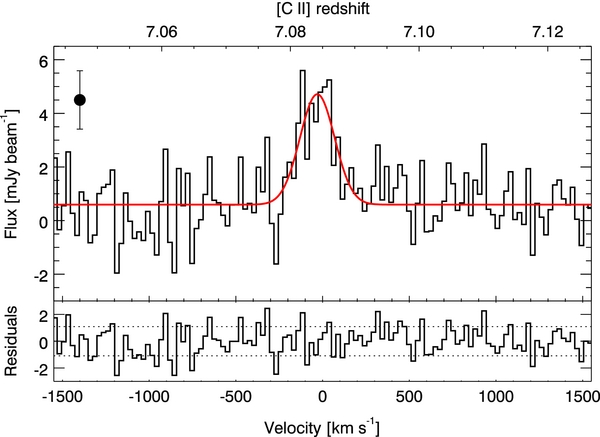 [C II] redshift
7.06 7.08 7.10 7.12
6
4
2
0
-2
Flux [mJy beam⁻¹]
2
0
-2
Residuals
-1500 -1000 -500 0 500 1000 1500
Velocity [km s⁻¹]